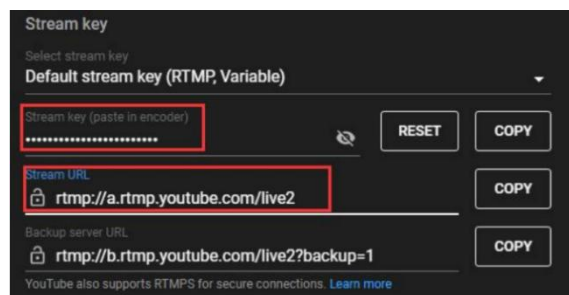 Stream key
Select stream key
Default stream key (RTMP, Variable)
Stream key (paste in encoder)
••••••••••••••••••••••••
RESET
COPY
Stream URL
rtmp://a.rtmp.youtube.com/live2
COPY
Backup server URL
rtmp://b.rtmp.youtube.com/live2?backup=1
COPY
YouTube also supports RTMPS for secure connections. Learn more